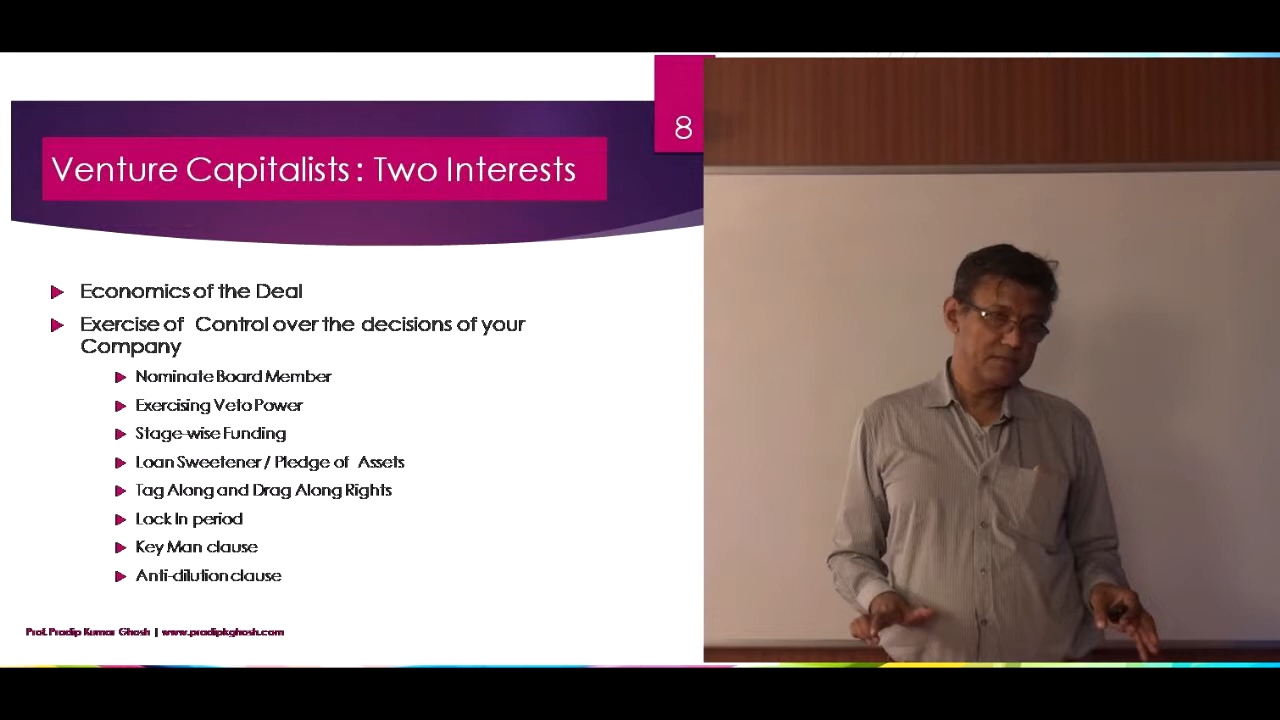 8
Venture Capitalists : Two Interests
Economics of the Deal
Exercise of Control over the decisions of your
Company
Nominate Board Member
Exercising Veto Power
Stage-wise Funding
Loan Sweetener / Pledge of Assets
Tag Along and Drag Along Rights
Lock In period
Key Man clause
Anti-dilution clause
Prof. Pradip Kumar Ghosh | www.pradipkghosh.com